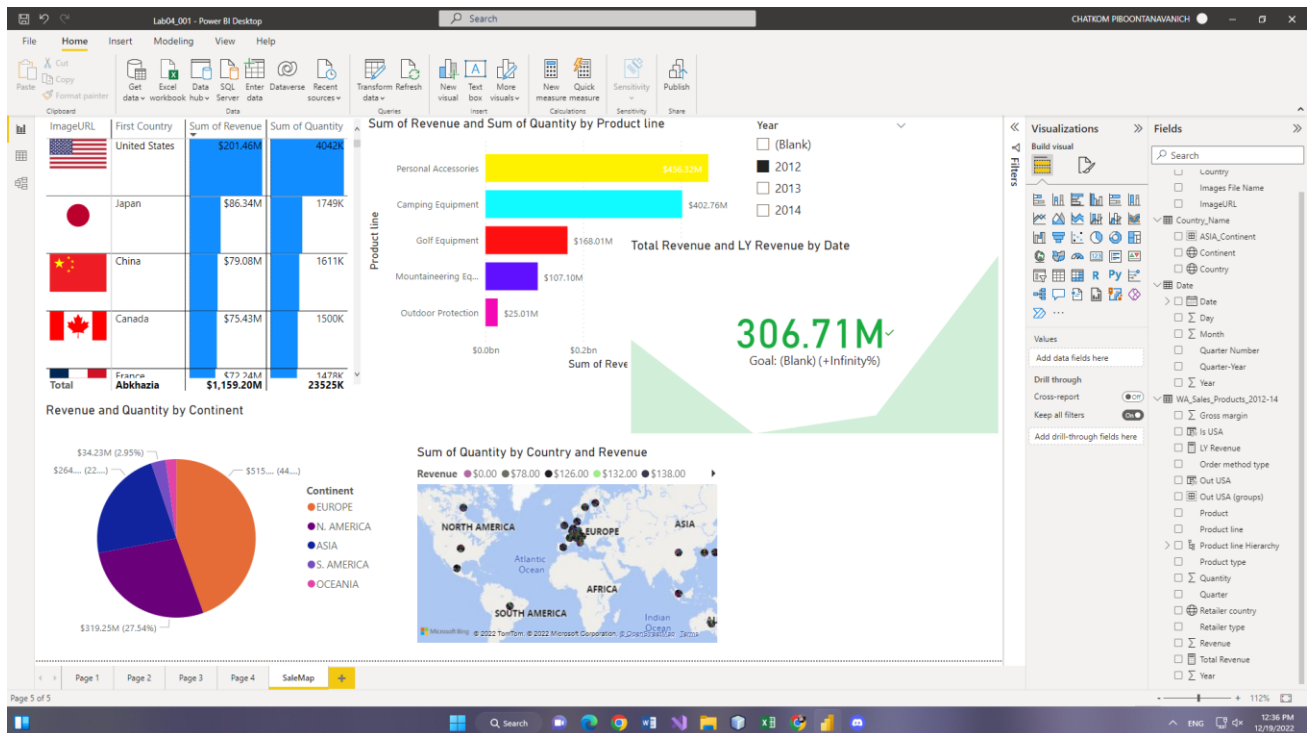 Lab04_001 - Power BI Desktop
Search
CHATKOM PIBOONTANAVANICH
File Home Insert Modeling View Help
Paste
Cut
Copy
Format painter
Get data
Excel workbook
Data hub
SQL Server
Enter data
Dataverse
Recent sources
Transform data
Refresh
New visual
Text box
More visuals
New measure
Quick measure
Sensitivity
Publish
Clipboard
Data
Queries
Insert
Calculations
Sensitivity
Share
ImageURL First Country Sum of Revenue Sum of Quantity
United States $201.46M 4042K
Japan $86.34M 1749K
China $79.08M 1611K
Canada $75.43M 1500K
France $72.24M 1478K
Total Abkhazia $1,159.20M 23525K
Sum of Revenue and Sum of Quantity by Product line
Product line
Personal Accessories $456.32M
Camping Equipment $402.76M
Golf Equipment $168.01M
Mountaineering Eq... $107.10M
Outdoor Protection $25.01M
$0.0bn $0.2bn
Sum of Reve
Year
(Blank)
2012
2013
2014
Total Revenue and LY Revenue by Date
306.71M
Goal: (Blank) (+Infinity%)
Revenue and Quantity by Continent
$34.23M (2.95%)
$264.... (22....)
$515... (44....)
$319.25M (27.54%)
Continent
EUROPE
N. AMERICA
ASIA
S. AMERICA
OCEANIA
Sum of Quantity by Country and Revenue
Revenue $0.00 $78.00 $126.00 $132.00 $138.00
NORTH AMERICA
EUROPE
ASIA
Atlantic
Ocean
AFRICA
SOUTH AMERICA
Indian
Ocean
Microsoft Bing © 2022 TomTom, © 2022 Microsoft Corporation, © OpenStreetMap Terms
Filters
Visualizations
Build visual
R Py
Values
Add data fields here
Drill through
Cross-report Off
Keep all filters On
Add drill-through fields here
Fields
Search
Country
Images File Name
ImageURL
Country_Name
ASIA_Continent
Continent
Country
Date
Date
Day
Month
Quarter Number
Quarter-Year
Year
WA_Sales_Products_2012-14
Gross margin
Is USA
LY Revenue
Order method type
Out USA
Out USA (groups)
Product
Product line
Product line Hierarchy
Product type
Quantity
Quarter
Retailer country
Retailer type
Revenue
Total Revenue
Year
Page 1 Page 2 Page 3 Page 4 SaleMap
Page 5 of 5
112%
Search
ENG
12:36 PM
12/19/2022